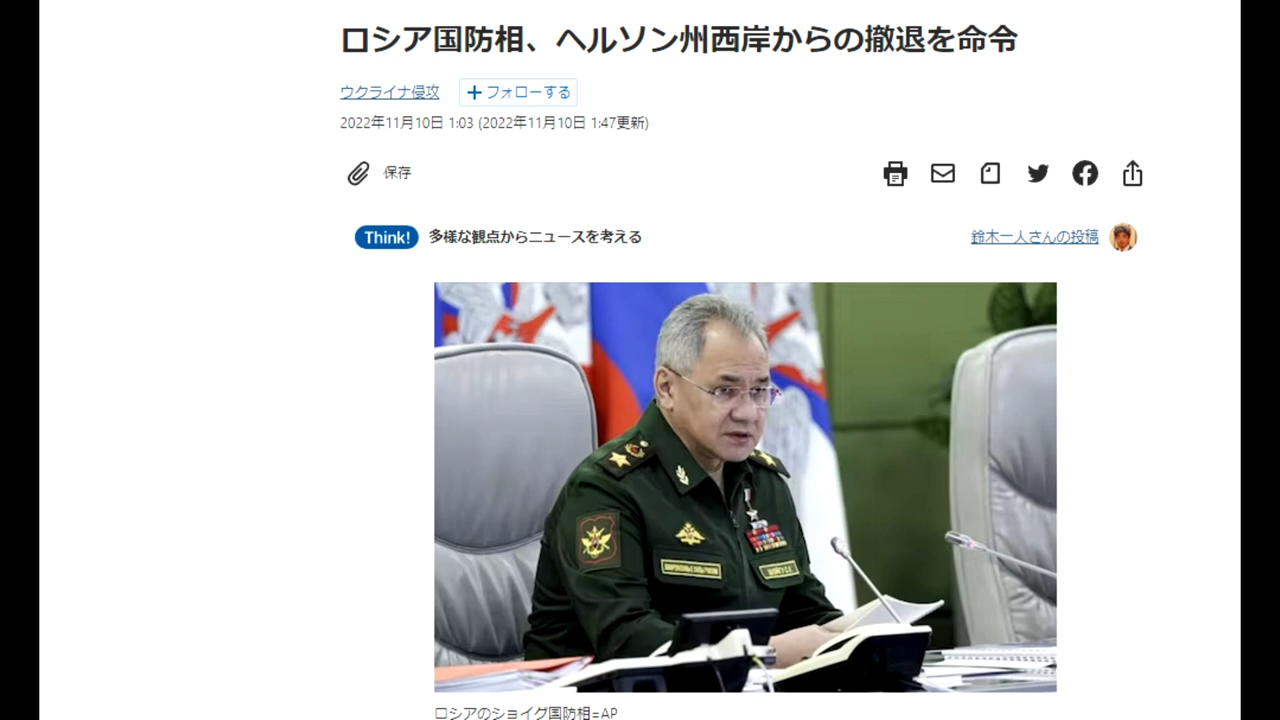 ロシア国防相、ヘルソン州西岸からの撤退を命令
ウクライナ侵攻
+ フォローする
2022年11月10日 1:03 (2022年11月10日 1:47更新)
保存
Think!
多様な観点からニュースを考える
鈴木一人さんの投稿
ロシアのショイグ国防相=AP